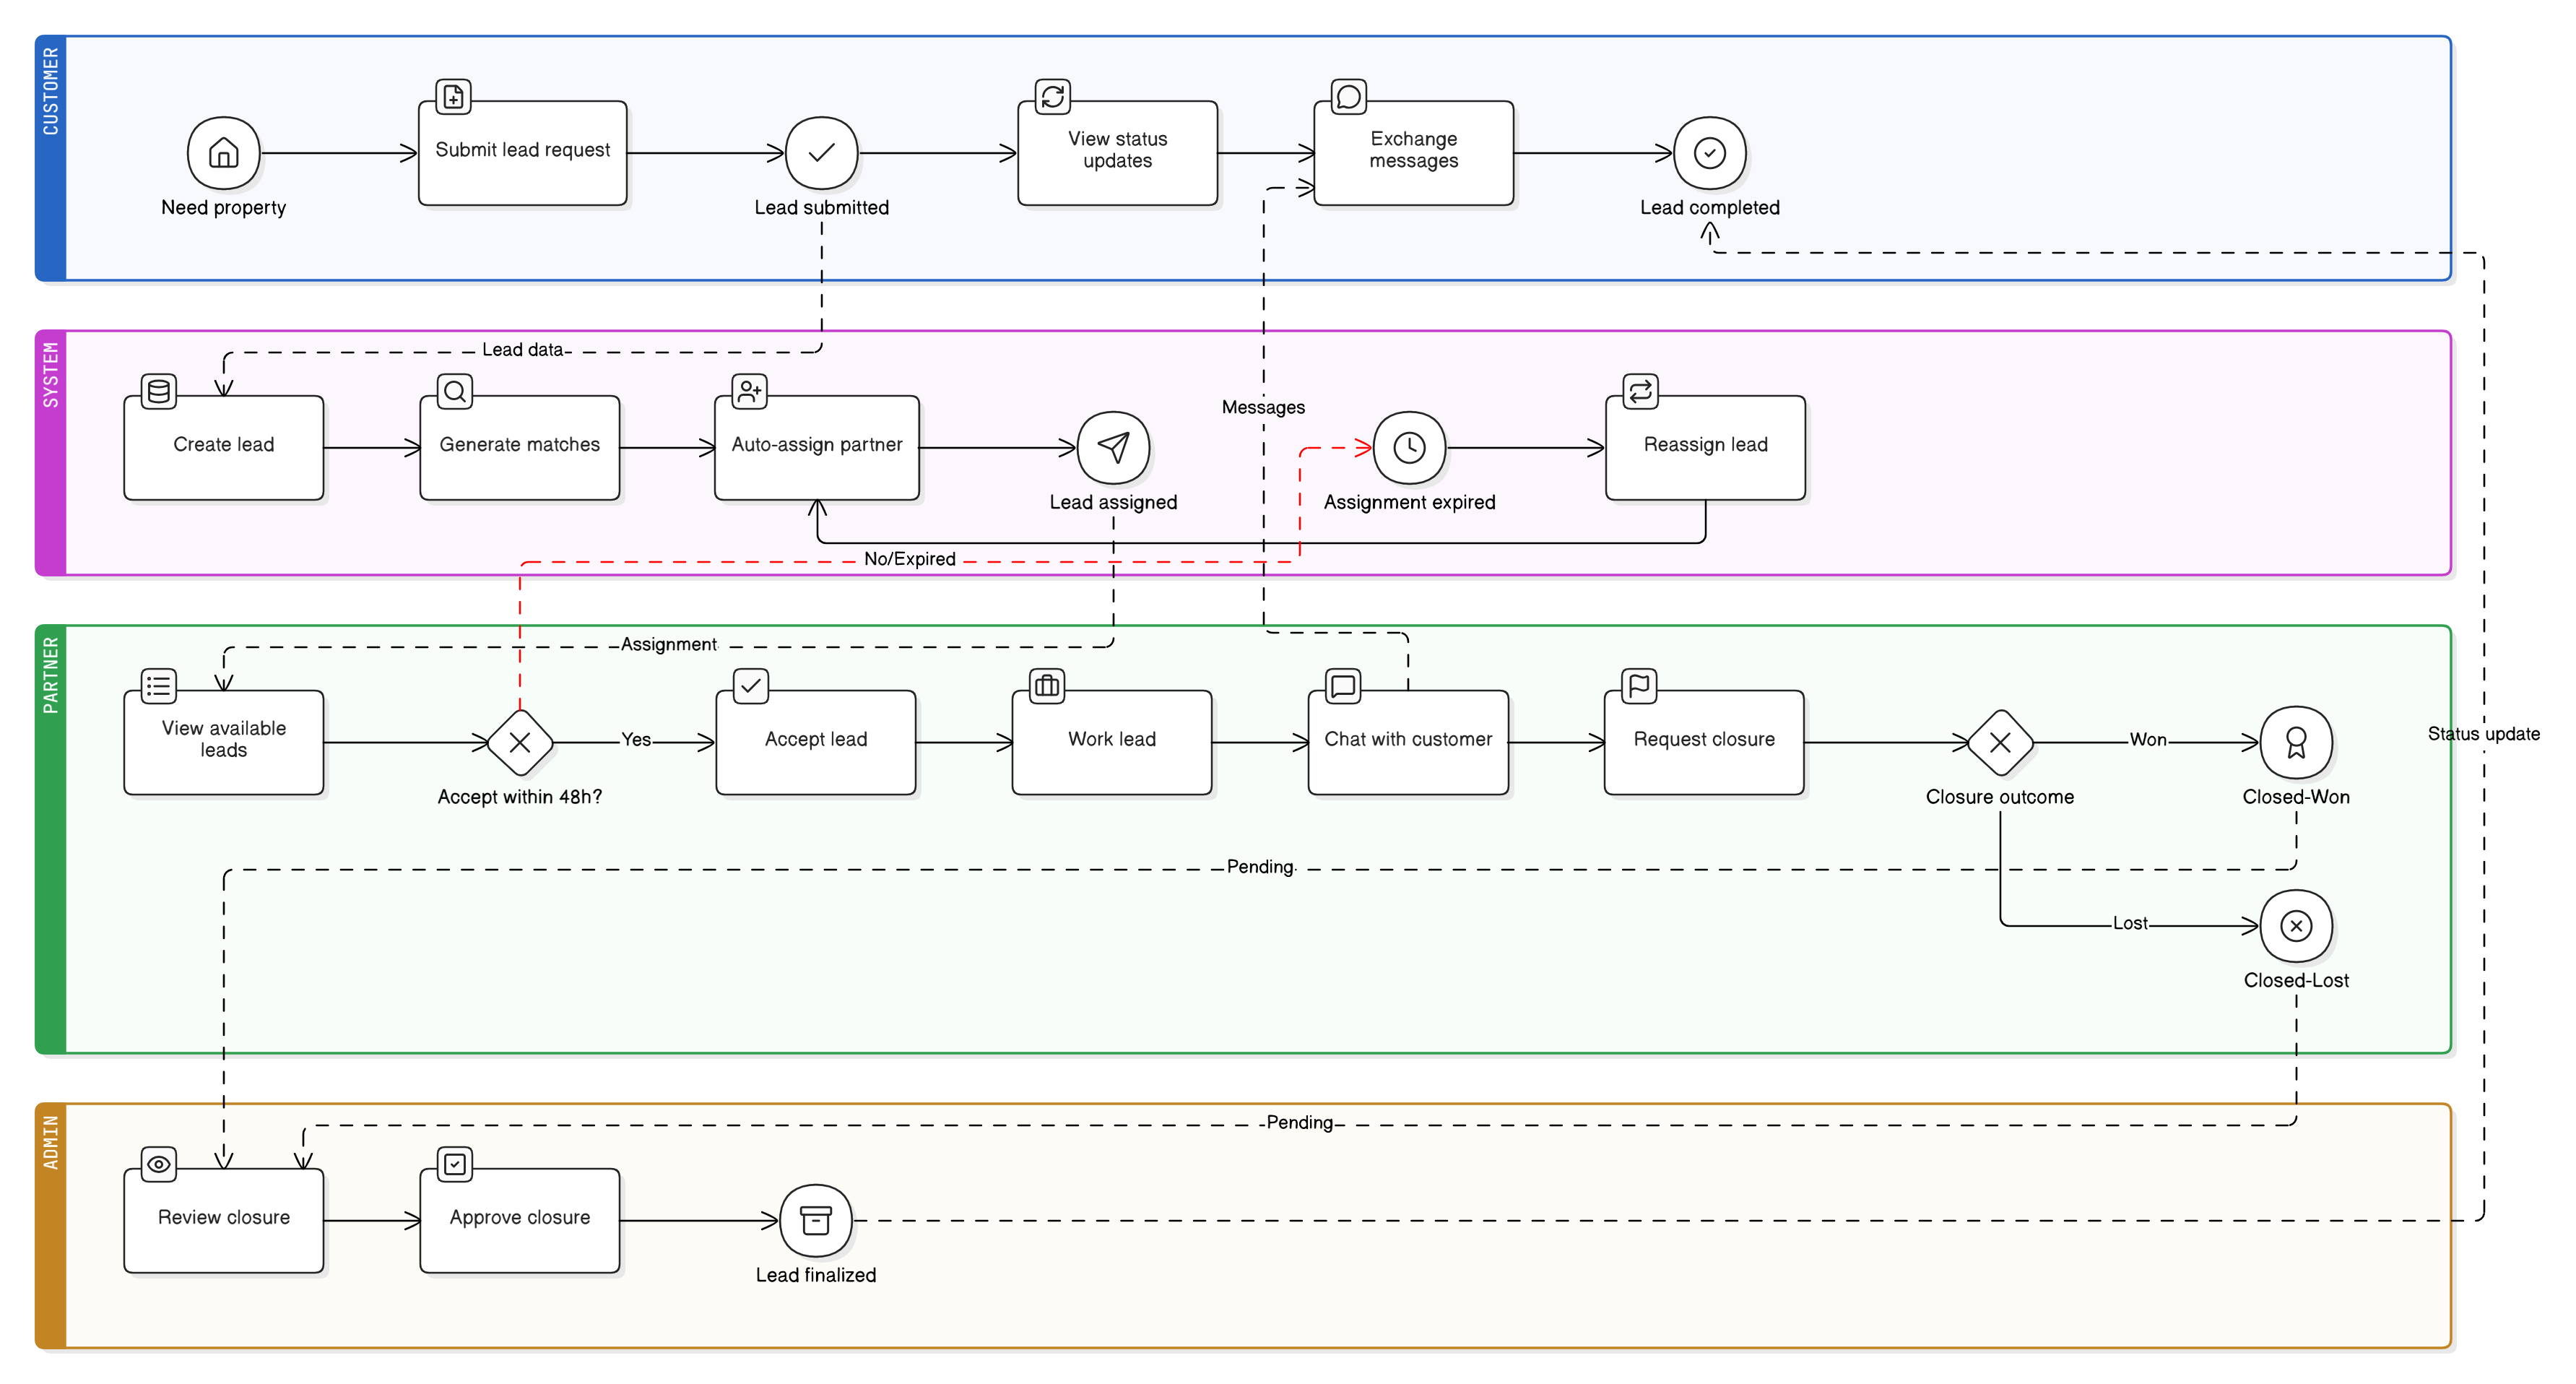 CUSTOMER
Need property
Submit lead request
Lead submitted
View status
updates
Exchange
messages
Lead completed
SYSTEM
Lead data
Create lead
Generate matches
Auto-assign partner
Lead assigned
Messages
Assignment expired
Reassign lead
No/Expired
PARTNER
Assignment
View available
leads
Accept within 48h?
Yes
Accept lead
Work lead
Chat with customer
Request closure
Closure outcome
Won
Closed-Won
Status update
Pending
Lost
Closed-Lost
ADMIN
Pending
Review closure
Approve closure
Lead finalized